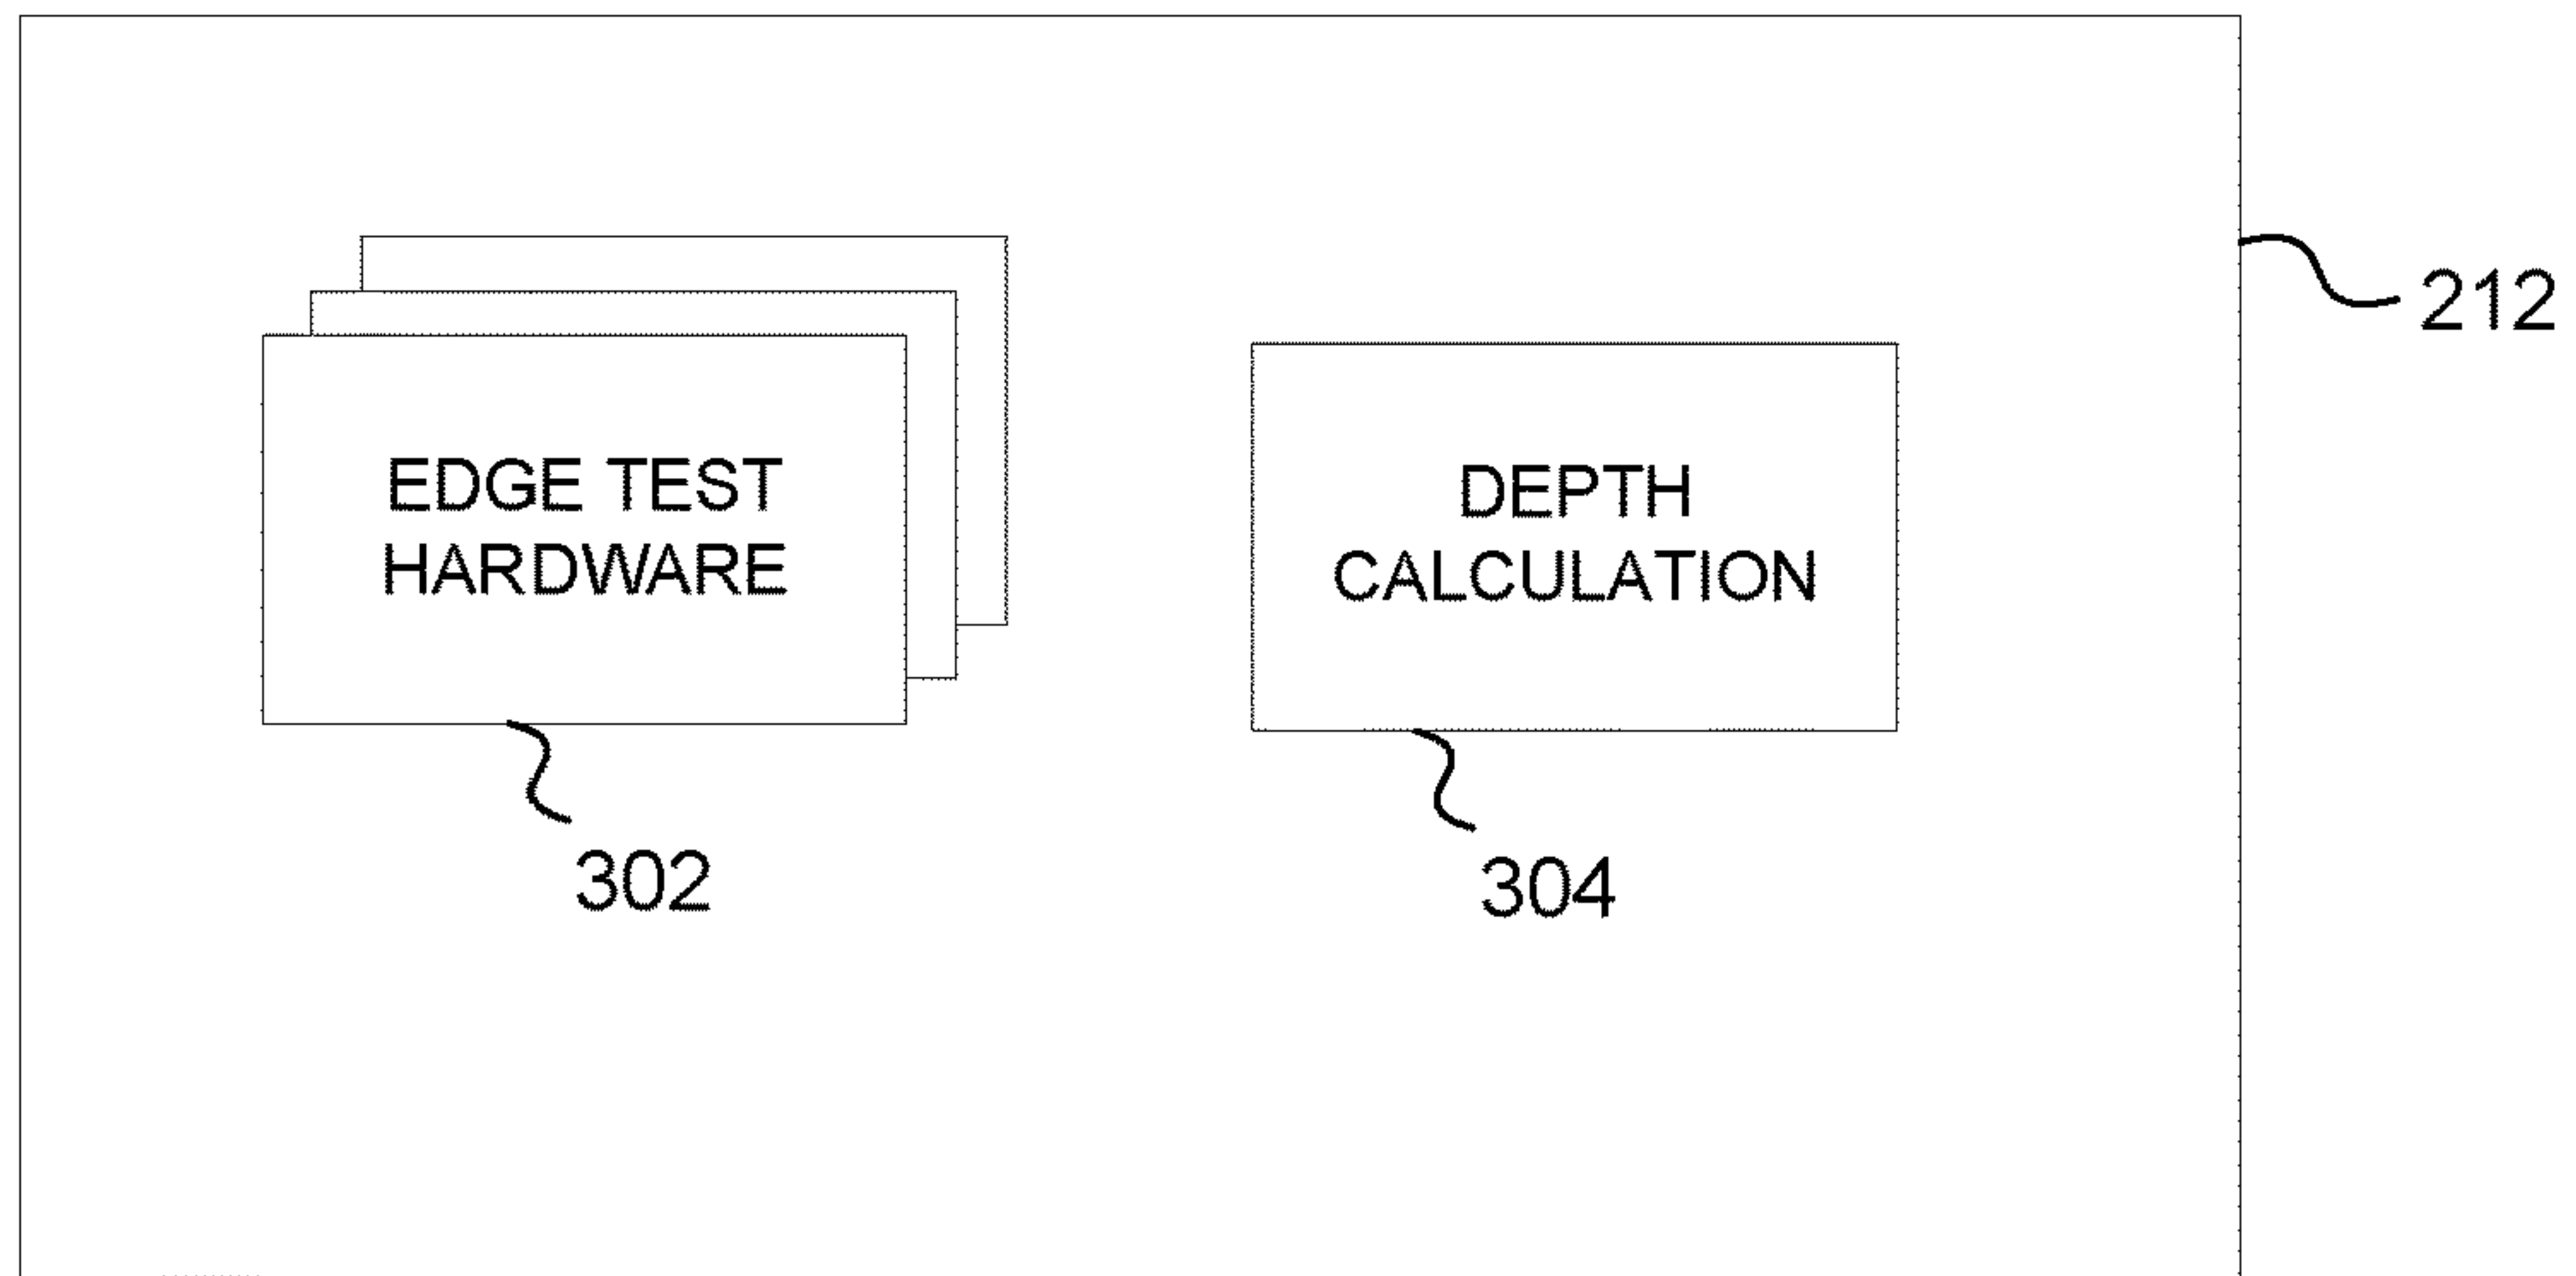 212
EDGE TEST
HARDWARE
DEPTH
CALCULATION
302
304